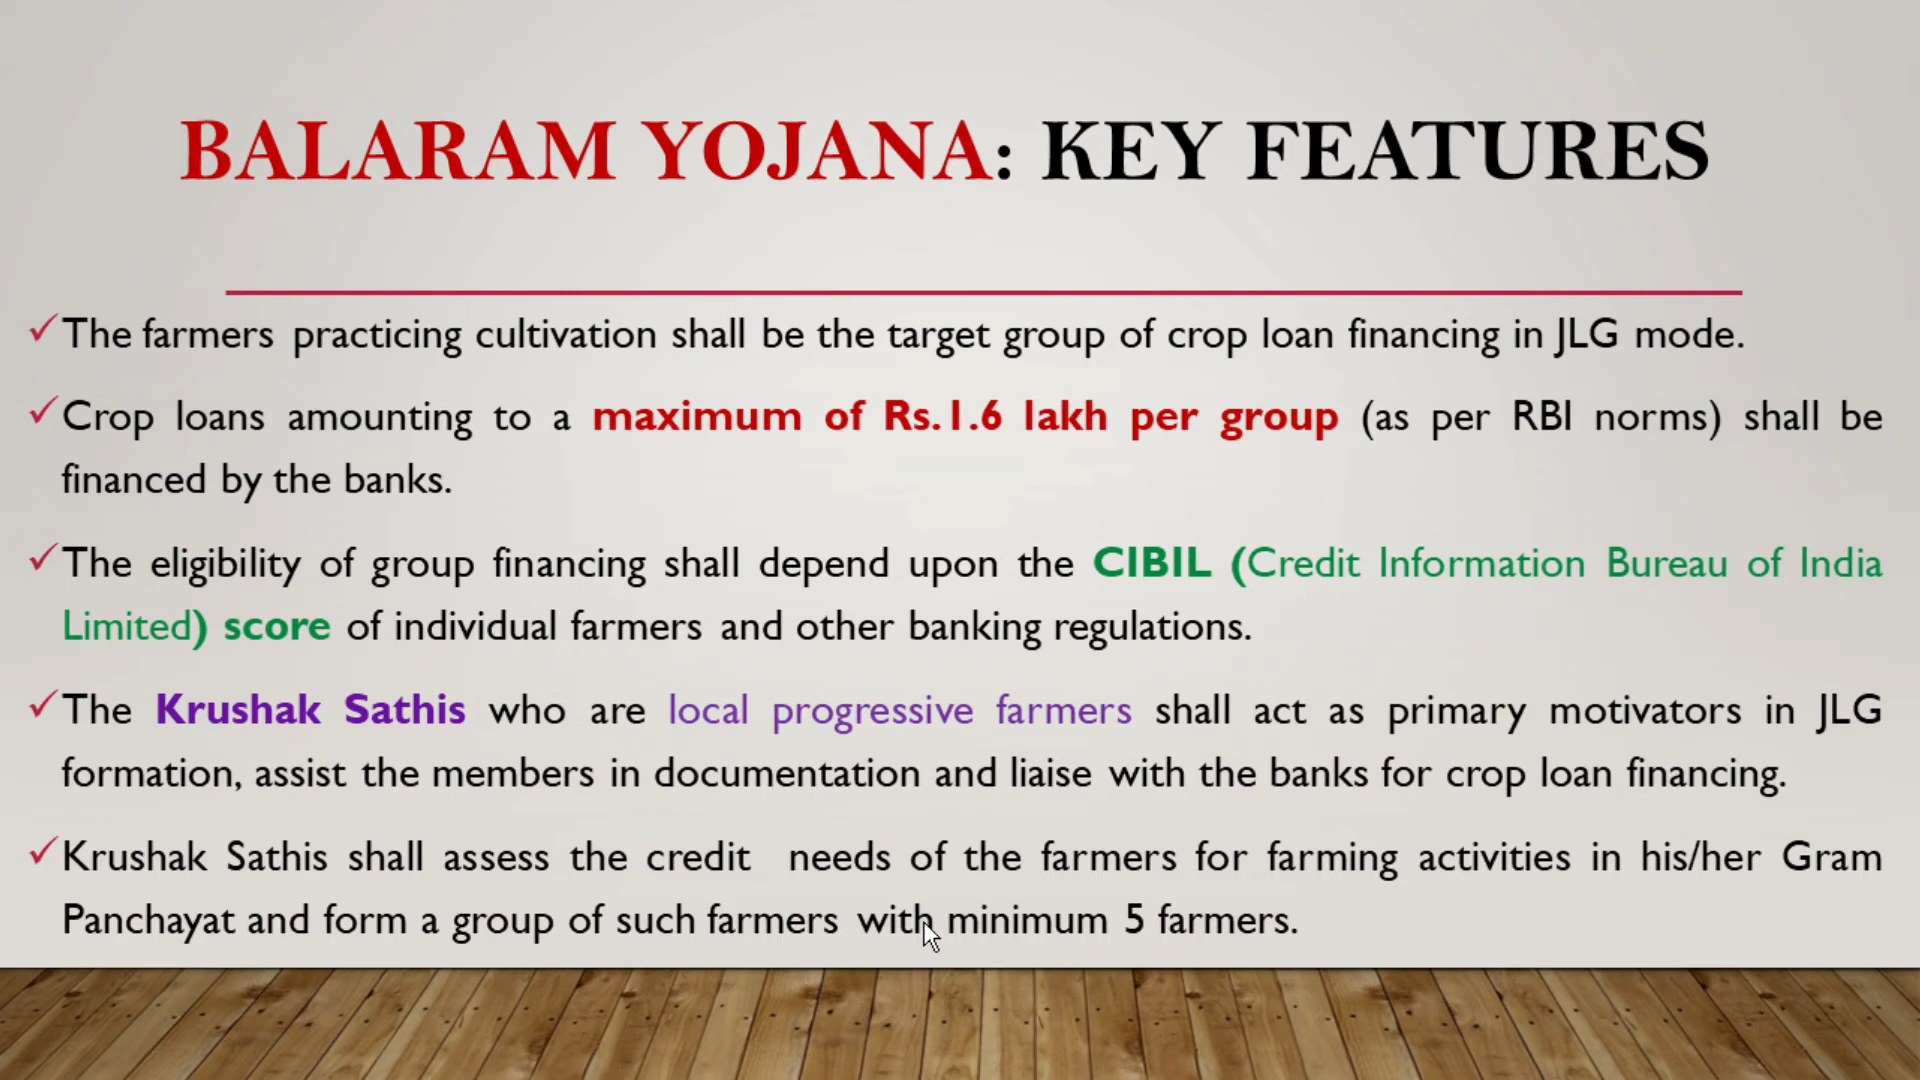 BALARAM YOJANA: KEY FEATURES
✓The farmers practicing cultivation shall be the target group of crop loan financing in JLG mode.
✓Crop loans amounting to a maximum of Rs.1.6 lakh per group (as per RBI norms) shall be
financed by the banks.
✓The eligibility of group financing shall depend upon the CIBIL (Credit Information Bureau of India
Limited) score of individual farmers and other banking regulations.
✓The Krushak Sathis who are local progressive farmers shall act as primary motivators in JLG
formation, assist the members in documentation and liaise with the banks for crop loan financing.
✓Krushak Sathis shall assess the credit needs of the farmers for farming activities in his/her Gram
Panchayat and form a group of such farmers with minimum 5 farmers.